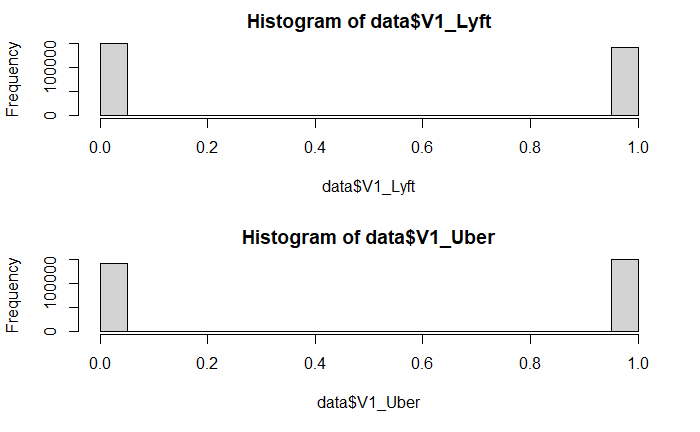 Histogram of data$V1_Lyft
Frequency
0 100000
0.0 0.2 0.4 0.6 0.8 1.0
data$V1_Lyft
Histogram of data$V1_Uber
Frequency
0 100000
0.0 0.2 0.4 0.6 0.8 1.0
data$V1_Uber